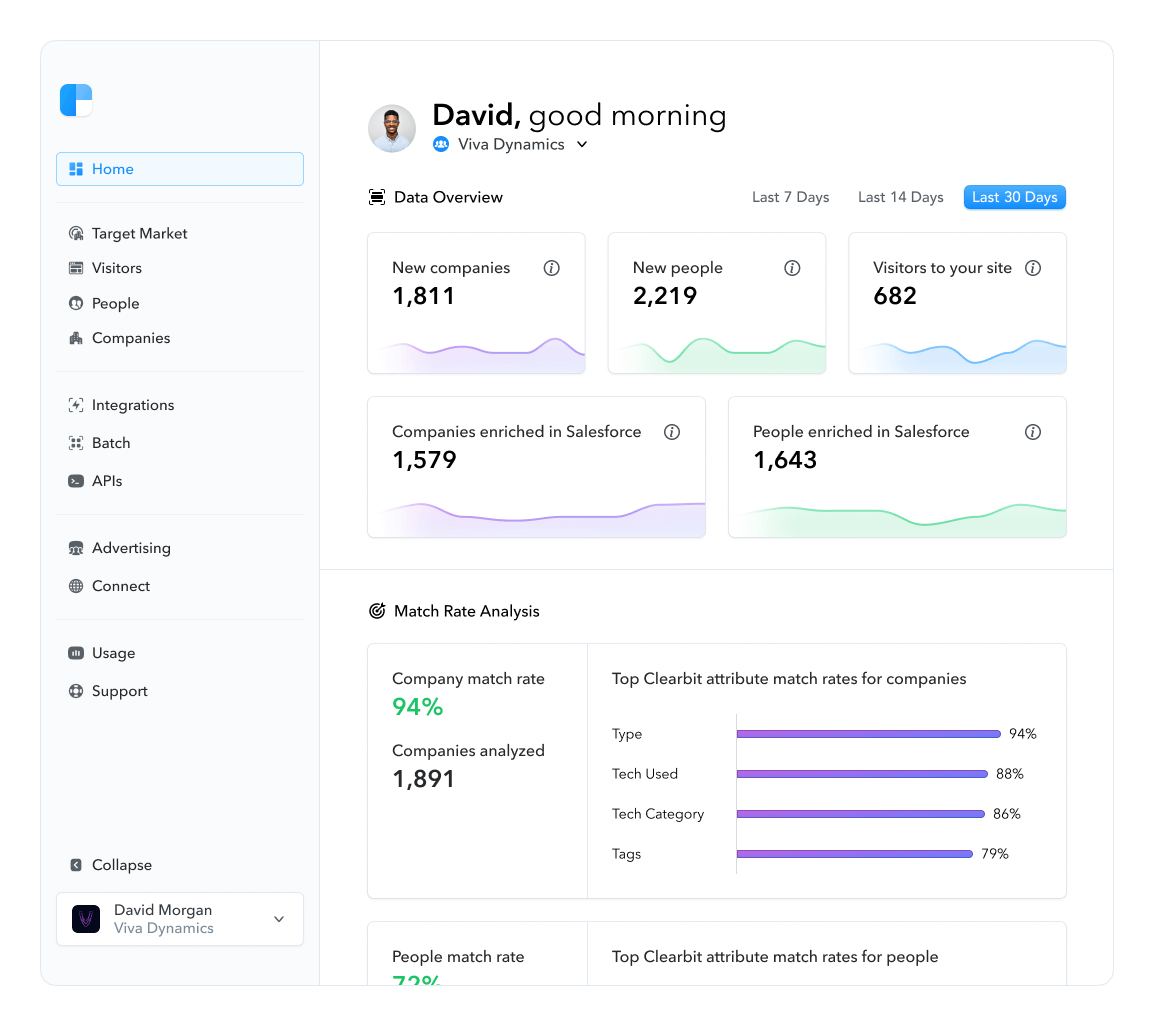 Home
Target Market
Visitors
People
Companies
Integrations
Batch
APIs
Advertising
Connect
Usage
Support
Collapse
David Morgan
Viva Dynamics
David, good morning
Viva Dynamics
Data Overview
Last 7 Days
Last 14 Days
Last 30 Days
New companies
1,811
New people
2,219
Visitors to your site
682
Companies enriched in Salesforce
1,579
People enriched in Salesforce
1,643
Match Rate Analysis
Company match rate
94%
Companies analyzed
1,891
Top Clearbit attribute match rates for companies
Type 94%
Tech Used 88%
Tech Category 86%
Tags 79%
People match rate
72%
Top Clearbit attribute match rates for people